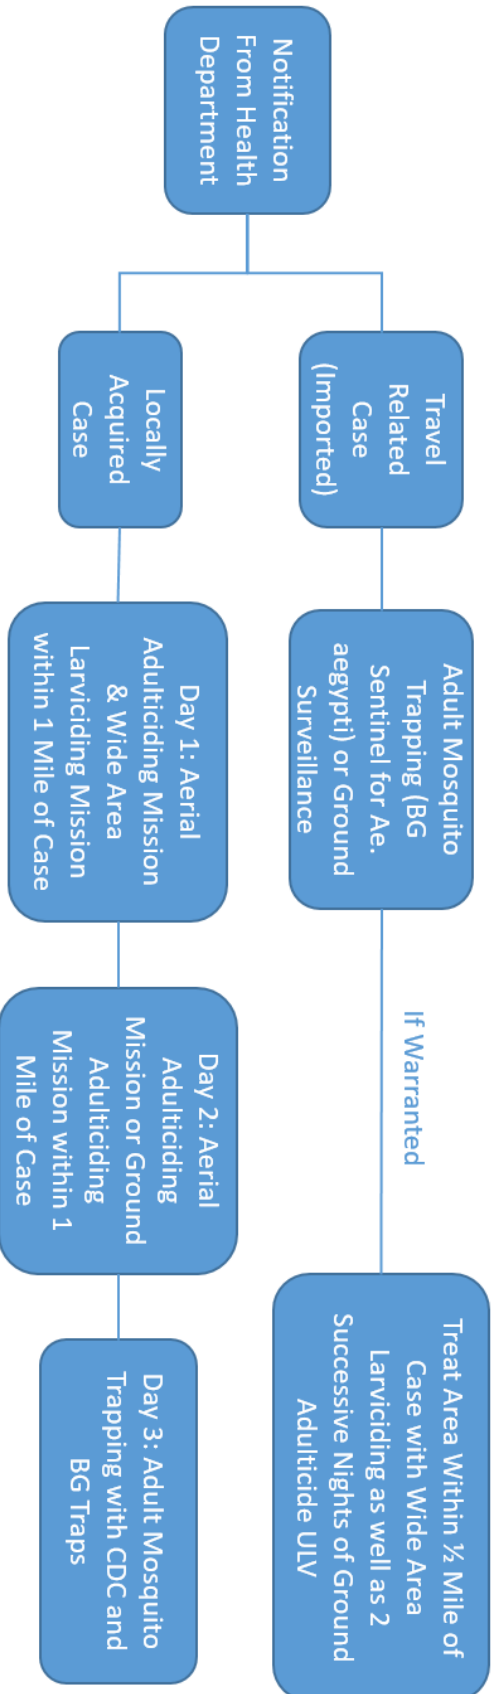 Notification
From Health
Department
Travel
Related
Case
(Imported)
Adult Mosquito
Trapping (BG
Sentinel for Ae.
aegypti) or Ground
Surveillance
If Warranted
Treat Area Within ½ Mile of
Case with Wide Area
Larviciding as well as 2
Successive Nights of Ground
Adulticide ULV
Locally
Acquired
Case
Day 1: Aerial
Adulticiding Mission
& Wide Area
Larviciding Mission
within 1 Mile of Case
Day 2: Aerial
Adulticiding
Mission or Ground
Adulticiding
Mission within 1
Mile of Case
Day 3: Adult Mosquito
Trapping with CDC and
BG Traps